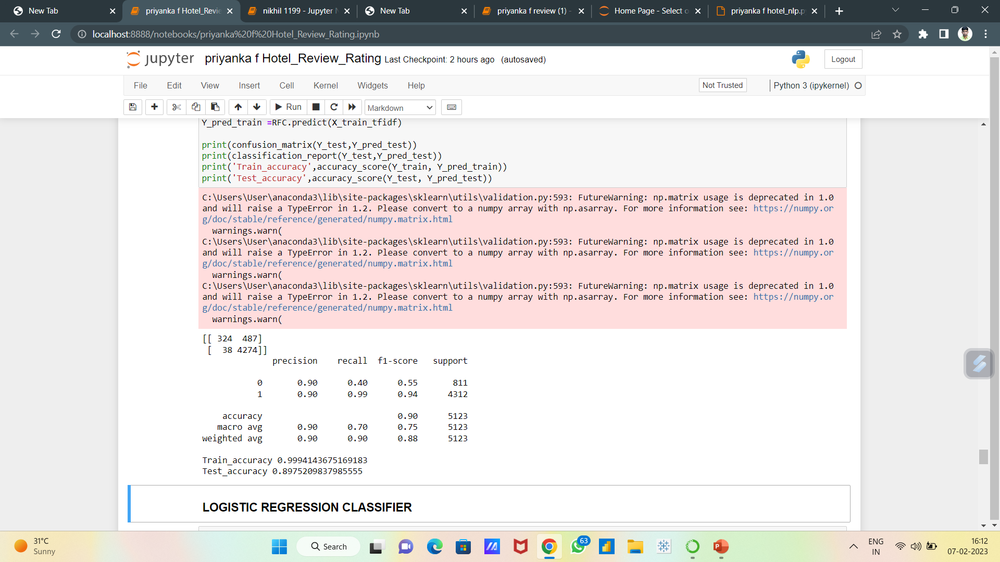 New Tab
priyanka f Hotel_Revie
nikhil 1199 - Jupyter N
New Tab
priyanka f review (1) -
Home Page - Select o
priyanka f hotel_nlp.p
localhost:8888/notebooks/priyanka%20f%20Hotel_Review_Rating.ipynb
jupyter priyanka f Hotel_Review_Rating Last Checkpoint: 2 hours ago (autosaved)
Logout
File Edit View Insert Cell Kernel Widgets Help
Not Trusted
Python 3 (ipykernel)
Run
Markdown
Y_pred_train =RFC.predict(X_train_tfidf)
print(confusion_matrix(Y_test,Y_pred_test))
print(classification_report(Y_test,Y_pred_test))
print('Train_accuracy',accuracy_score(Y_train, Y_pred_train))
print('Test_accuracy',accuracy_score(Y_test, Y_pred_test))
C:\Users\User\anaconda3\lib\site-packages\sklearn\utils\validation.py:593: FutureWarning: np.matrix usage is deprecated in 1.0
and will raise a TypeError in 1.2. Please convert to a numpy array with np.asarray. For more information see: https://numpy.or
g/doc/stable/reference/generated/numpy.matrix.html
warnings.warn(
C:\Users\User\anaconda3\lib\site-packages\sklearn\utils\validation.py:593: FutureWarning: np.matrix usage is deprecated in 1.0
and will raise a TypeError in 1.2. Please convert to a numpy array with np.asarray. For more information see: https://numpy.or
g/doc/stable/reference/generated/numpy.matrix.html
warnings.warn(
C:\Users\User\anaconda3\lib\site-packages\sklearn\utils\validation.py:593: FutureWarning: np.matrix usage is deprecated in 1.0
and will raise a TypeError in 1.2. Please convert to a numpy array with np.asarray. For more information see: https://numpy.or
g/doc/stable/reference/generated/numpy.matrix.html
warnings.warn(
[[ 324 487]
[ 38 4274]]
precision recall f1-score support
0 0.90 0.40 0.55 811
1 0.90 0.99 0.94 4312
accuracy 0.90 5123
macro avg 0.90 0.70 0.75 5123
weighted avg 0.90 0.90 0.88 5123
Train_accuracy 0.9994143675169183
Test_accuracy 0.8975209837985555
LOGISTIC REGRESSION CLASSIFIER
31°C
Sunny
Search
63
ENG
IN
16:12
07-02-2023